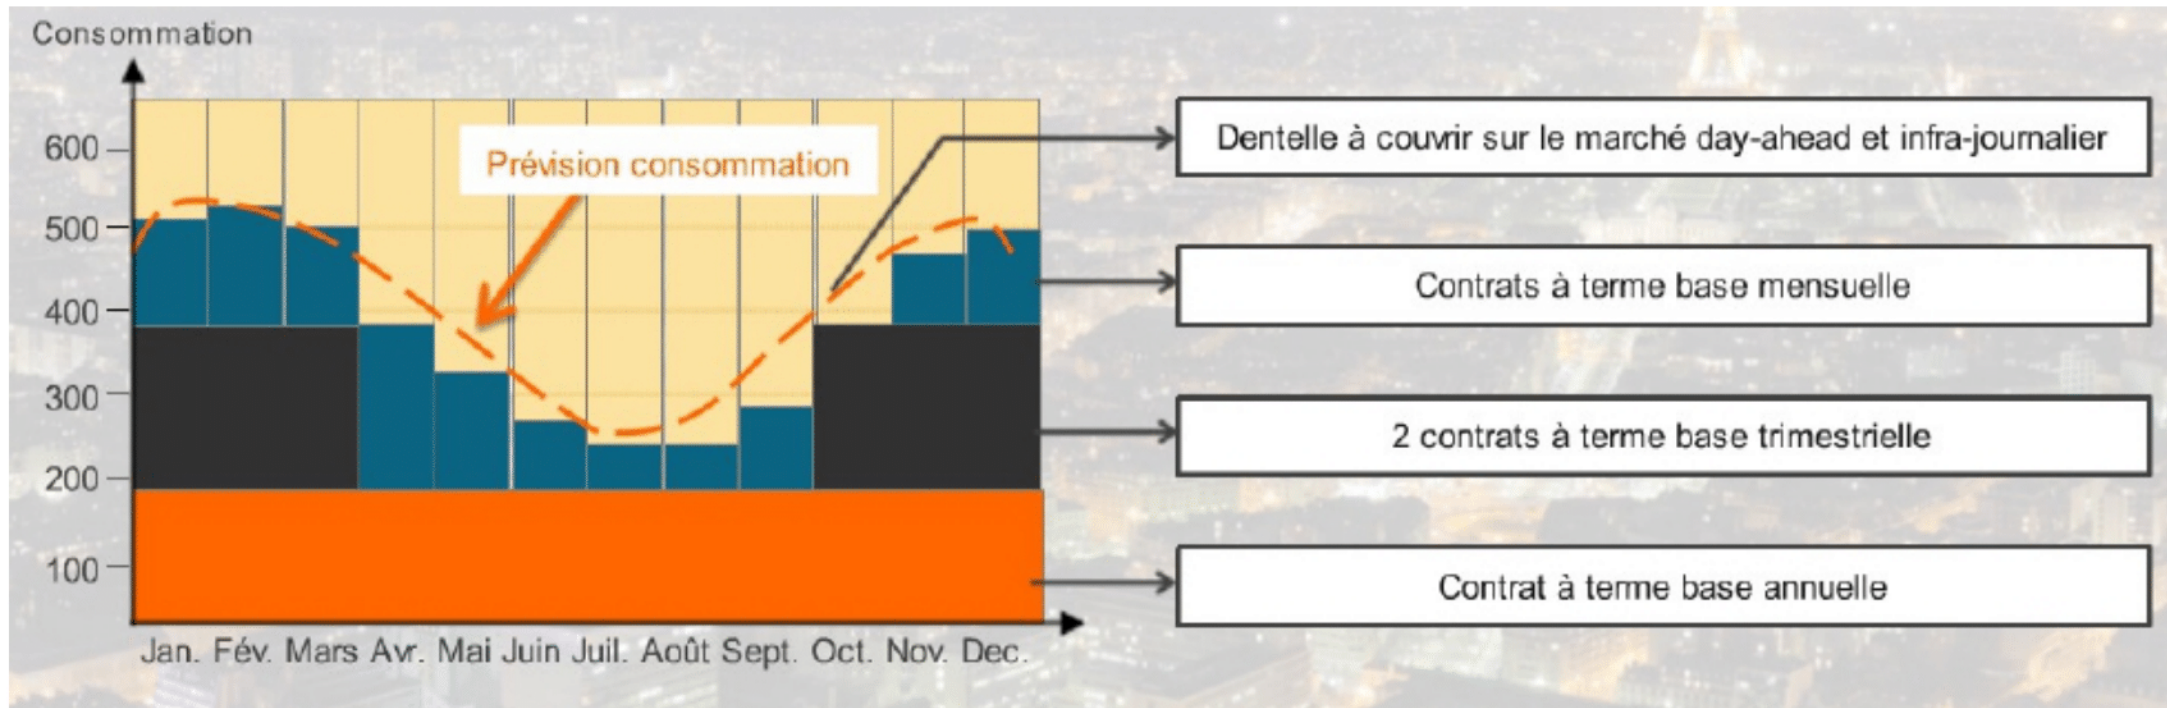 Consommation
600
500
400
300
200
100
Prévision consommation
Jan. Fév. Mars Avr. Mai Juin Juil. Août Sept. Oct. Nov. Dec.
Dentelle à couvrir sur le marché day-ahead et infra-journalier
Contrats à terme base mensuelle
2 contrats à terme base trimestrielle
Contrat à terme base annuelle